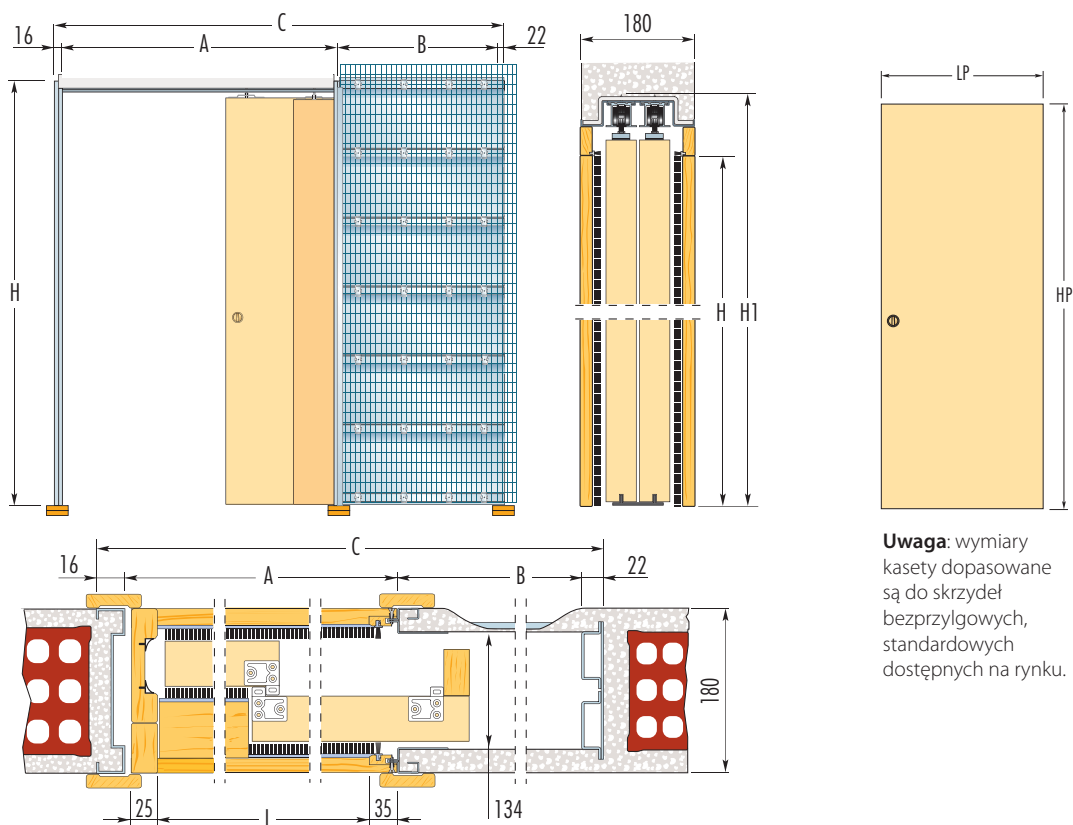 C
16
A
B
22
180
LP
H
H
H1
HP
Uwaga: wymiary
kasety dopasowane
są do skrzydeł
bezprzylgowych,
standardowych
dostępnych na rynku.
C
16
A
B
22
180
25
L
35
134